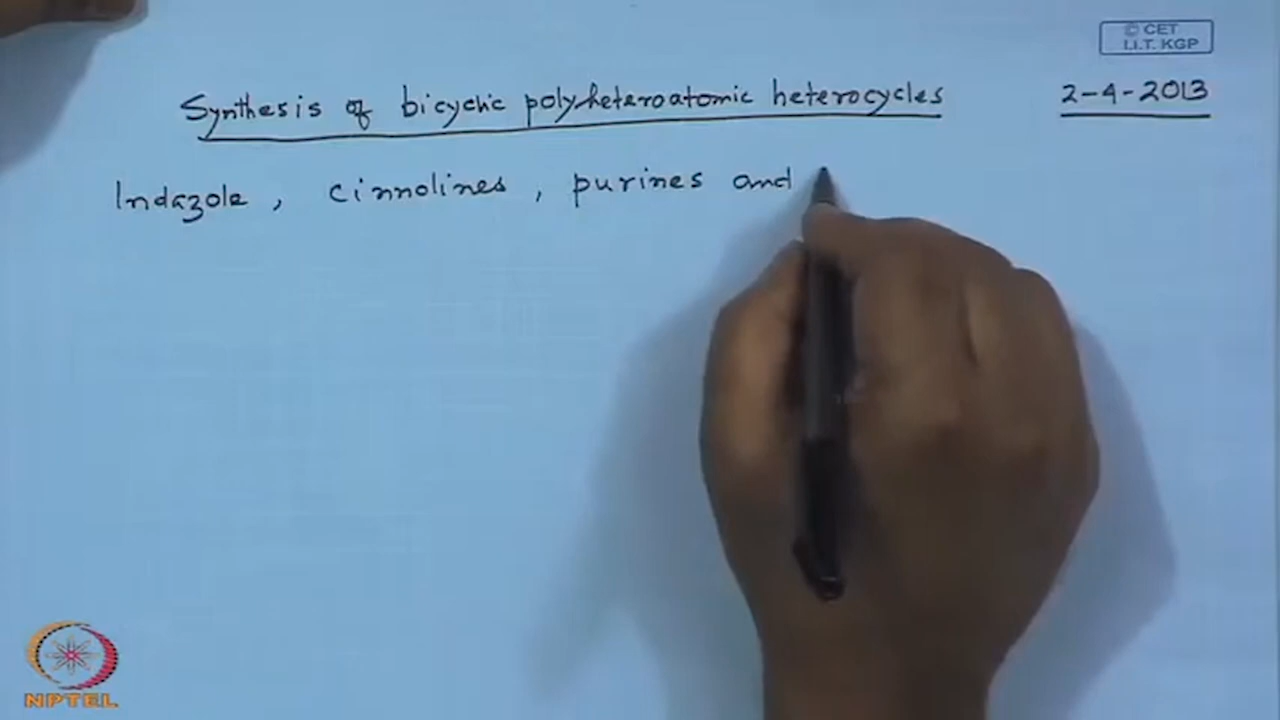 © CET
I.I.T. KGP
Synthesis of bicyclic polyheteroatomic heterocycles 2-4-2013
Indazole, cinnolines, purines and
NPTEL